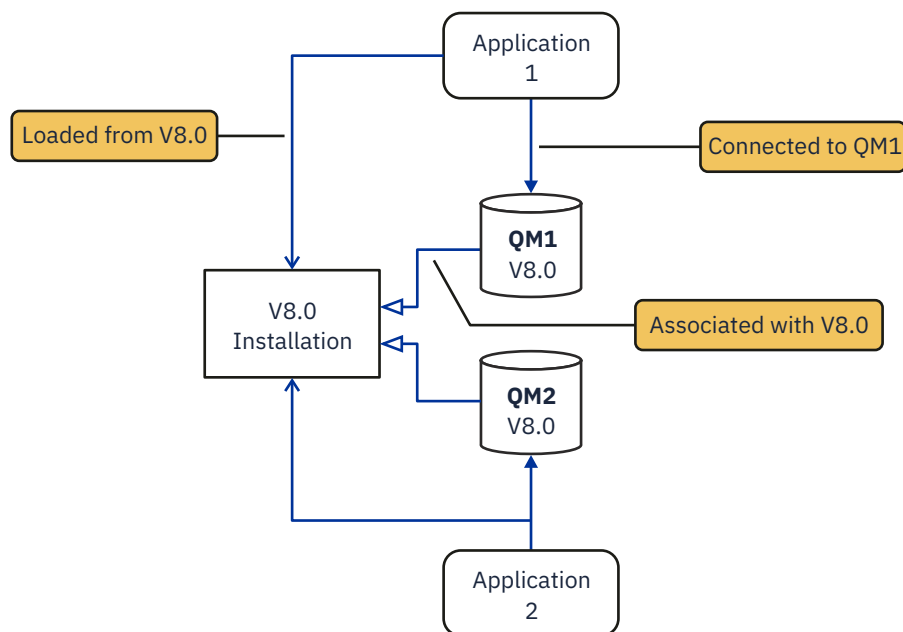 Application
1
Loaded from V8.0
Connected to QM1
QM1
V8.0
V8.0
Installation
Associated with V8.0
QM2
V8.0
Application
2